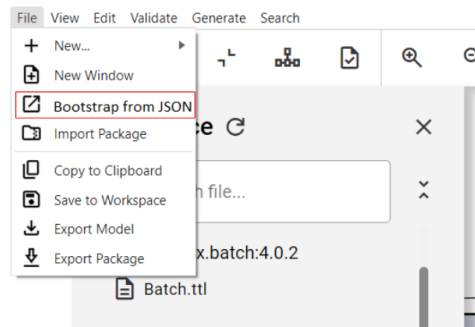 File View Edit Validate Generate Search
New...
New Window
Bootstrap from JSON
Import Package
Copy to Clipboard
Save to Workspace
Export Model
Export Package
ce
h file...
x.batch:4.0.2
Batch.ttl